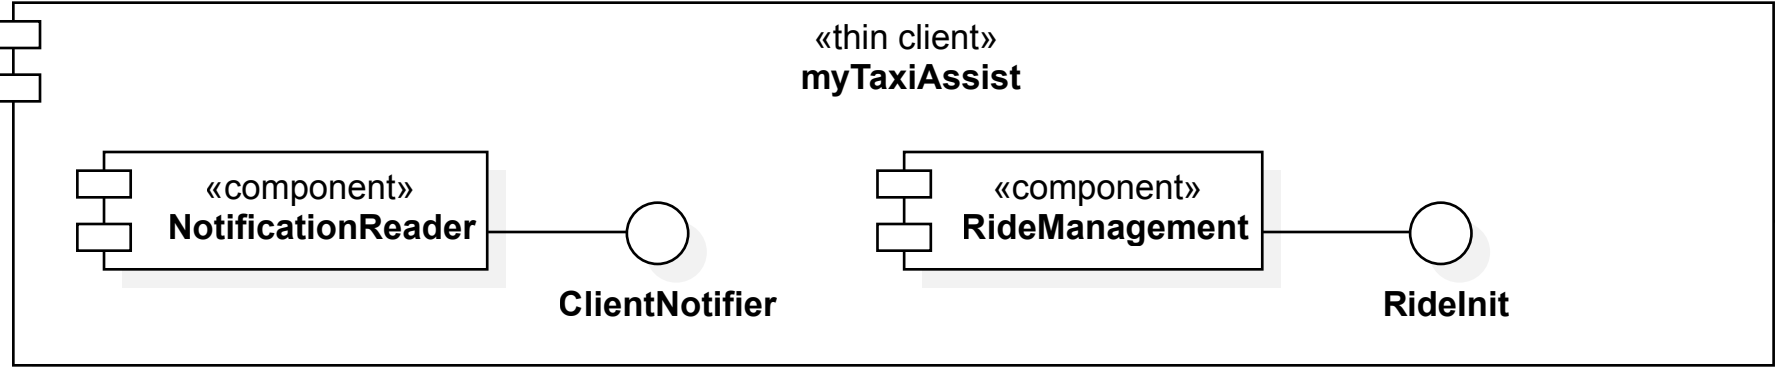 «thin client»
myTaxiAssist
«component»
NotificationReader
ClientNotifier
«component»
RideManagement
RideInit